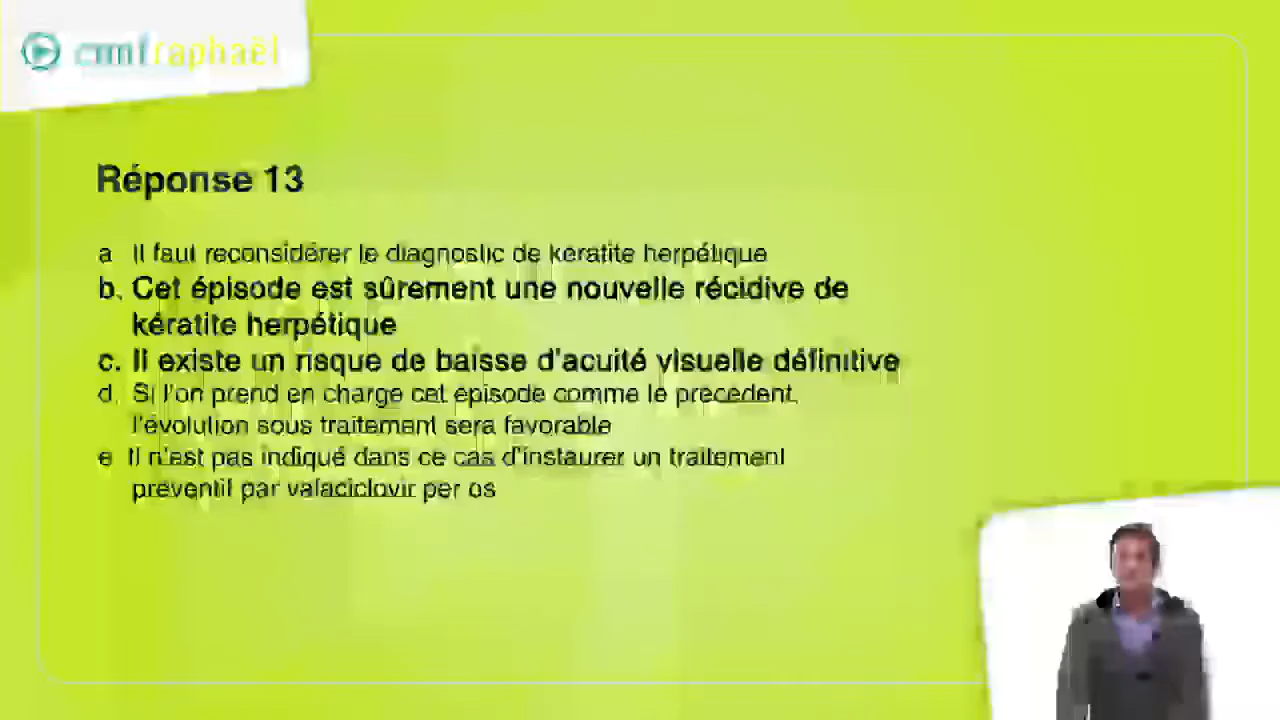 cmfraphaël
Réponse 13
a Il faut reconsidérer le diagnostic de kératite herpétique
b. Cet épisode est sûrement une nouvelle récidive de
kératite herpétique
c. Il existe un risque de baisse d'acuité visuelle définitive
d. Si l'on prend en charge cet épisode comme le précédent,
l'évolution sous traitement sera favorable
e Il n'est pas indiqué dans ce cas d'instaurer un traitement
préventif par valaciclovir per os